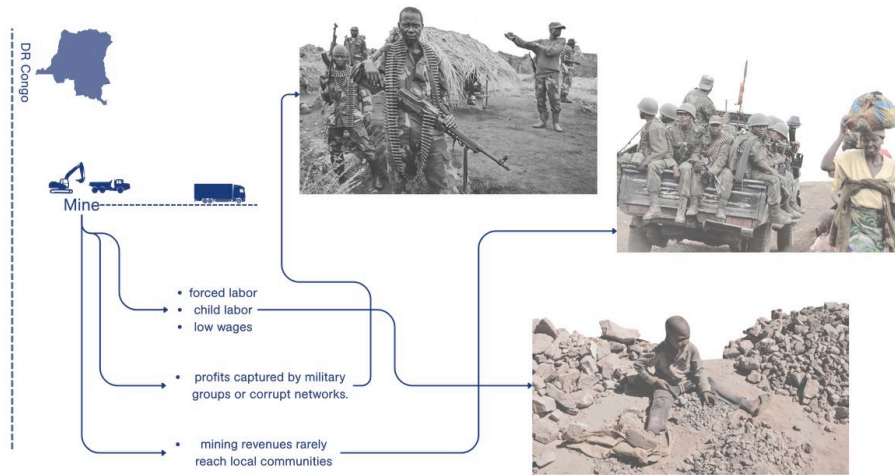 DR Congo
Mine
• forced labor
• child labor
• low wages
• profits captured by military
groups or corrupt networks.
• mining revenues rarely
reach local communities